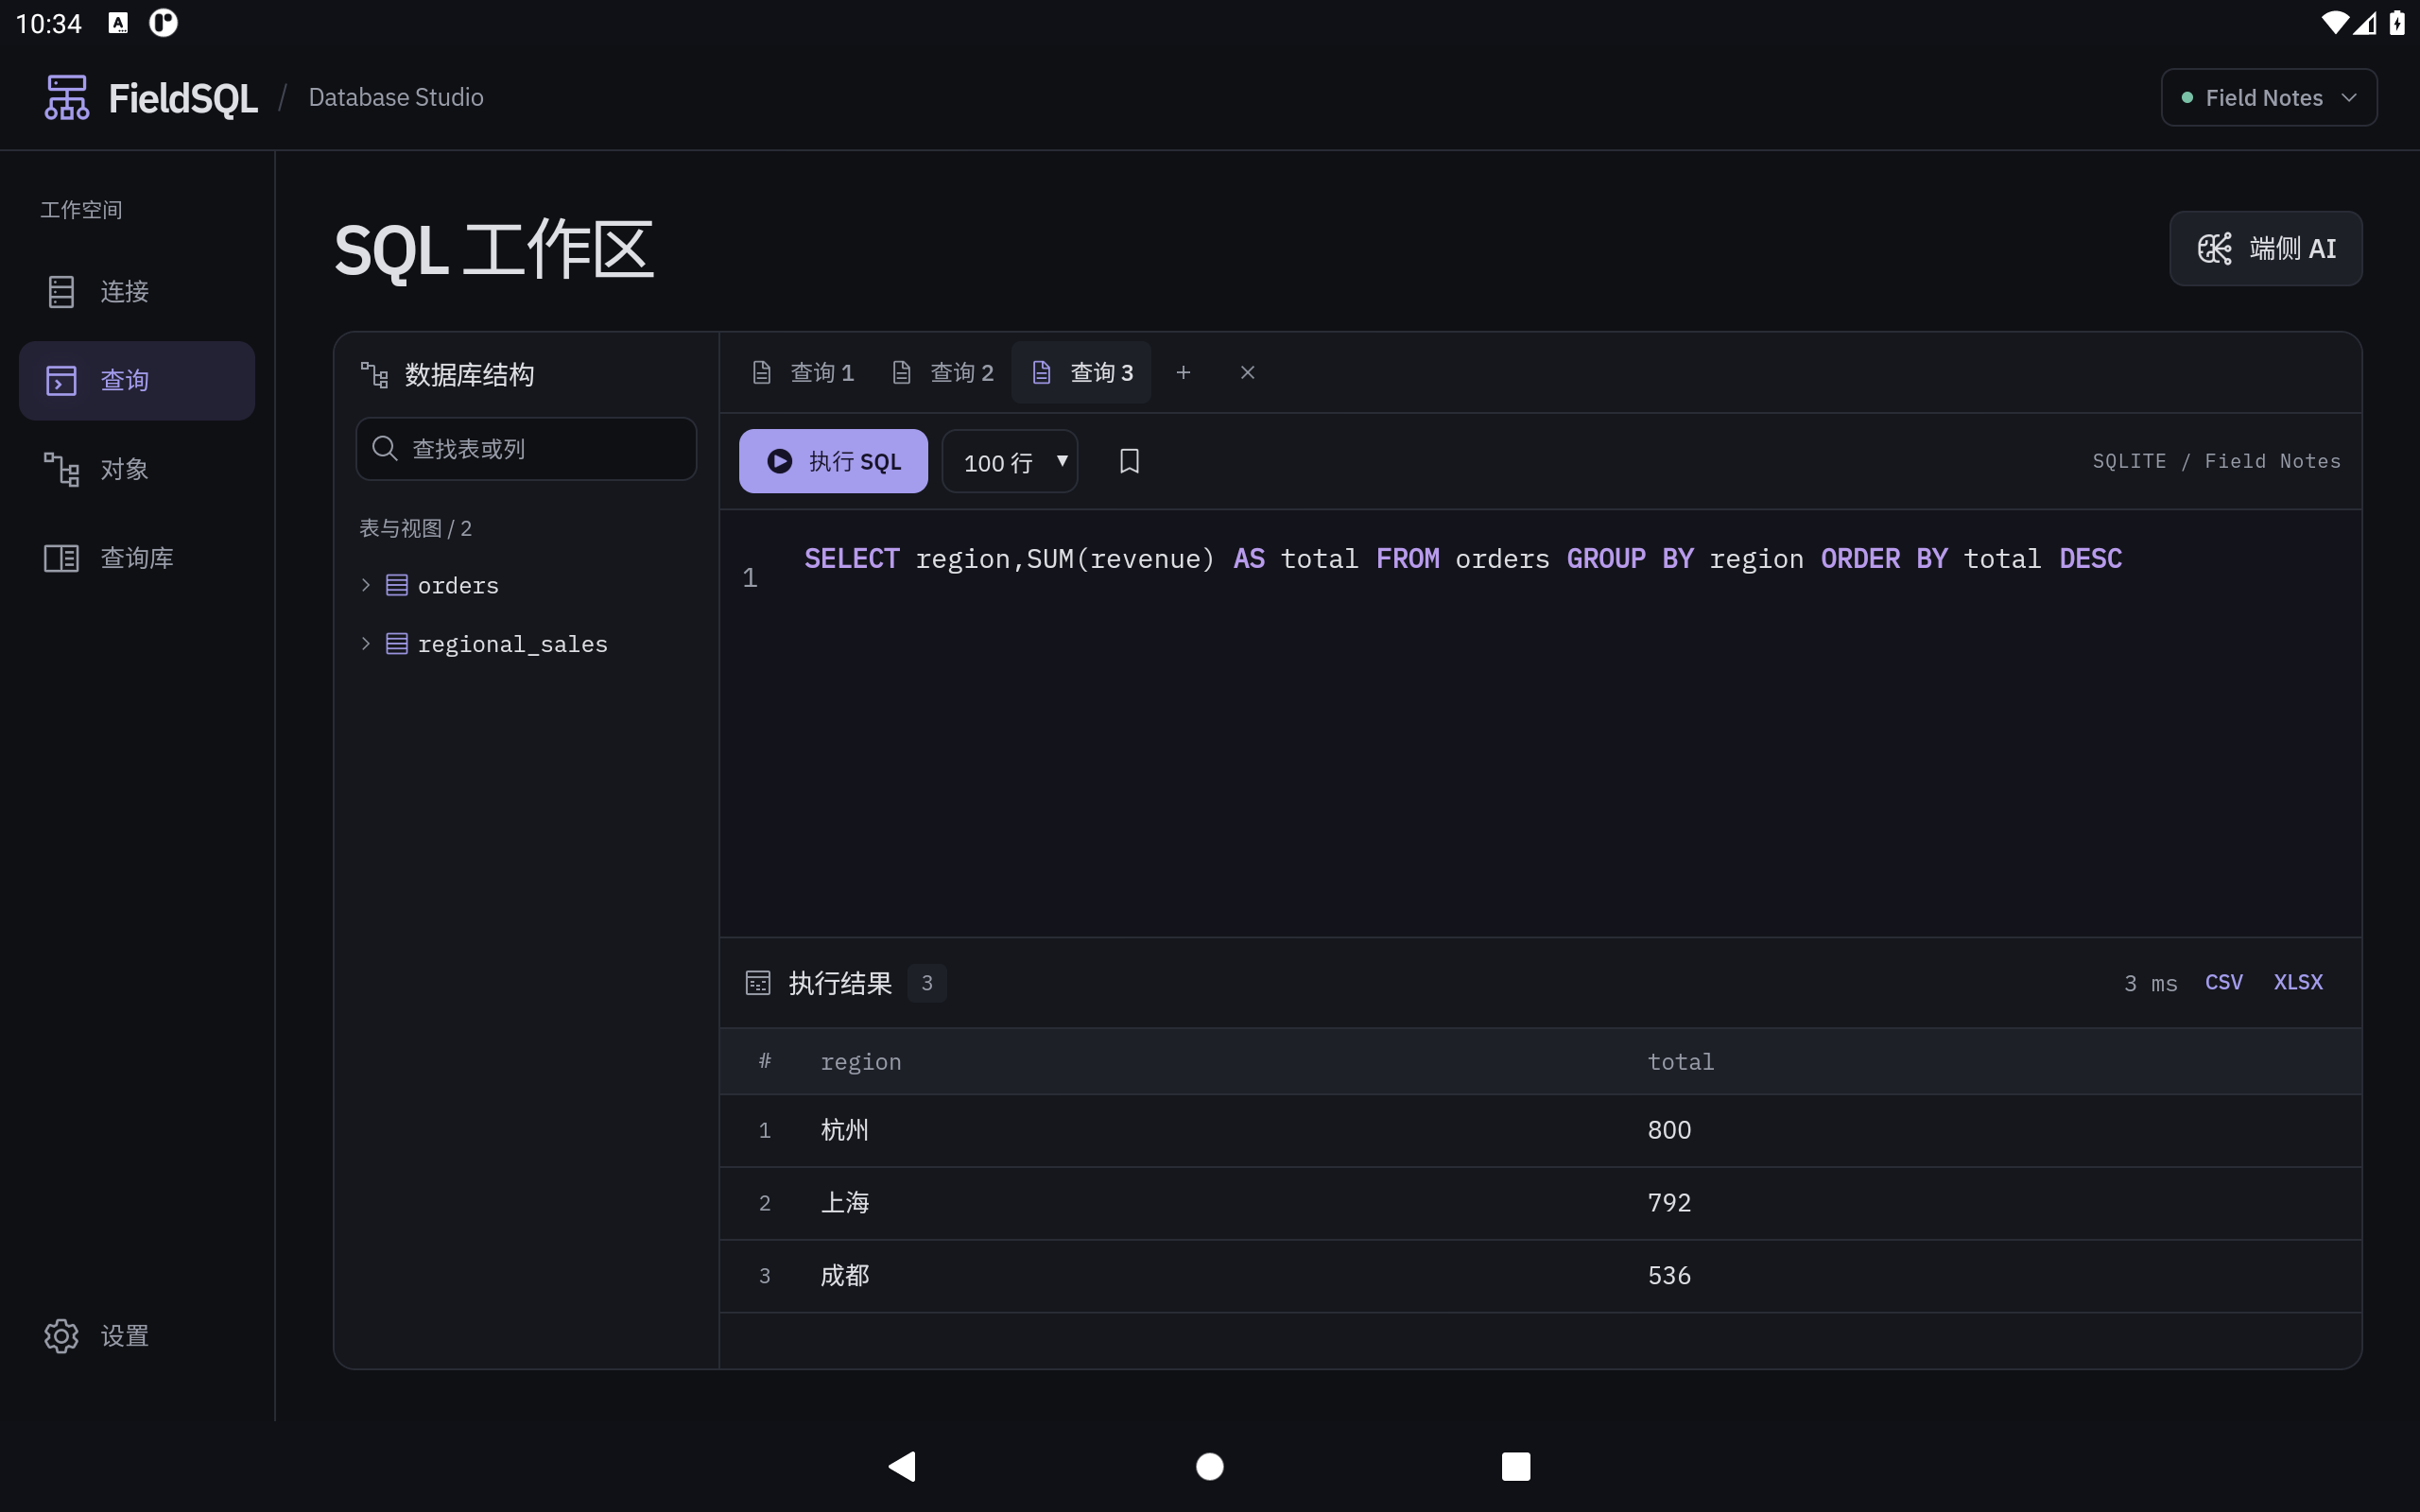 10:34
FieldSQL / Database Studio
Field Notes
工作空间
连接
查询
对象
查询库
设置
SQL 工作区
端侧 AI
数据库结构
查找表或列
表与视图 / 2
orders
regional_sales
查询 1 查询 2 查询 3 + ×
执行 SQL 100 行
SQLITE / Field Notes
1 SELECT region,SUM(revenue) AS total FROM orders GROUP BY region ORDER BY total DESC
执行结果 3
3 ms CSV XLSX
# region total
1 杭州 800
2 上海 792
3 成都 536